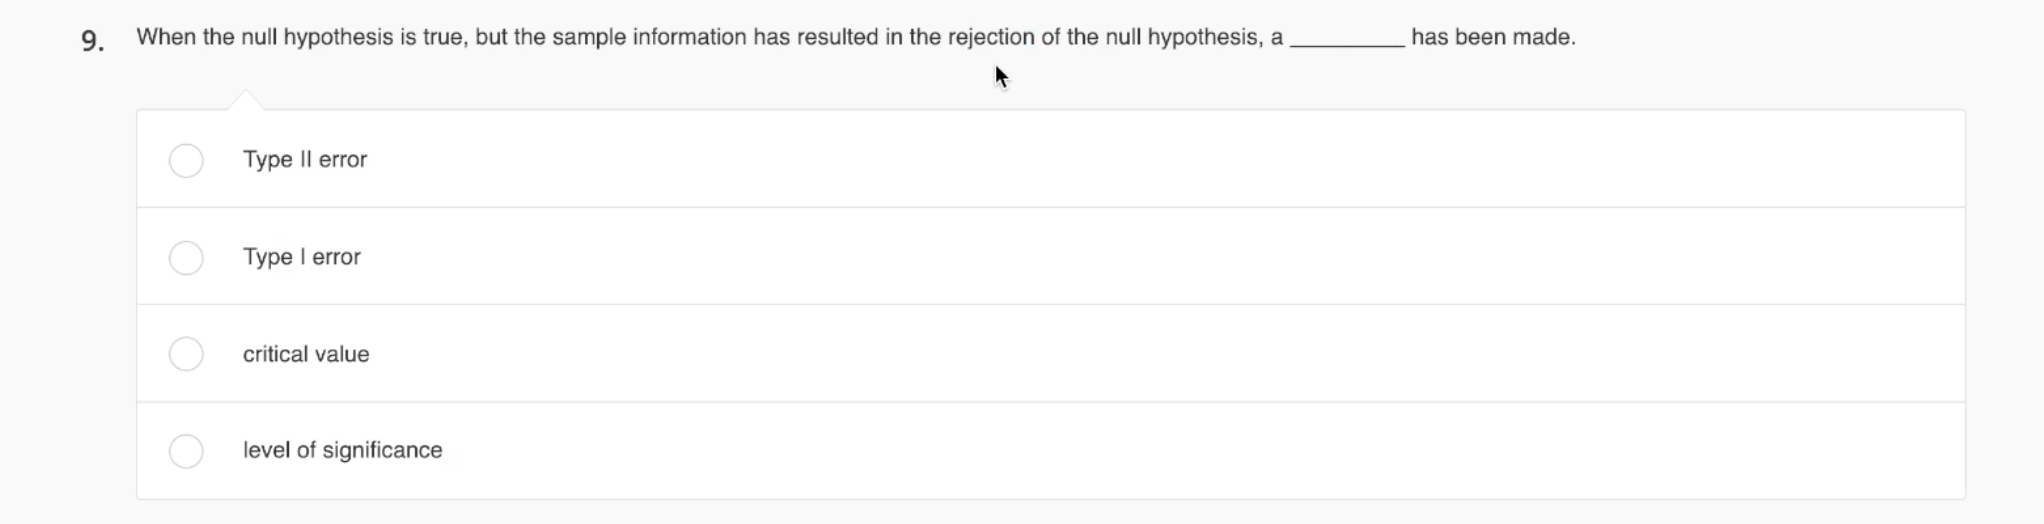 9. When the null hypothesis is true, but the sample information has resulted in the rejection of the null hypothesis, a _________ has been made.
Type II error
Type I error
critical value
level of significance